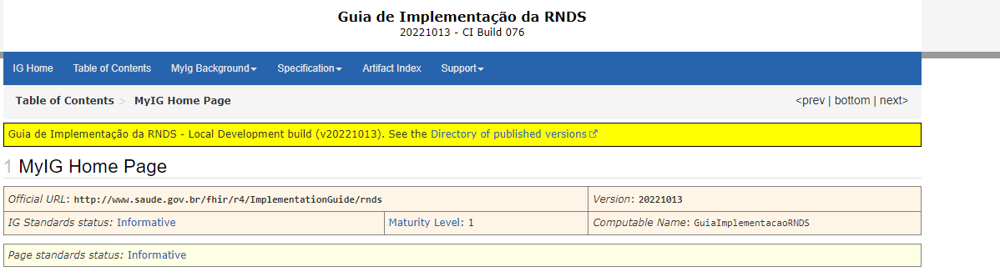 Guia de Implementação da RNDS
20221013 - CI Build 076
IG Home Table of Contents MyIg Background Specification Artifact Index Support
Table of Contents > MyIG Home Page <prev | bottom | next>
Guia de Implementação da RNDS - Local Development build (v20221013). See the Directory of published versions
1 MyIG Home Page
Official URL: http://www.saude.gov.br/fhir/r4/ImplementationGuide/rnds Version: 20221013
IG Standards status: Informative Maturity Level: 1 Computable Name: GuiaImplementacaoRNDS
Page standards status: Informative